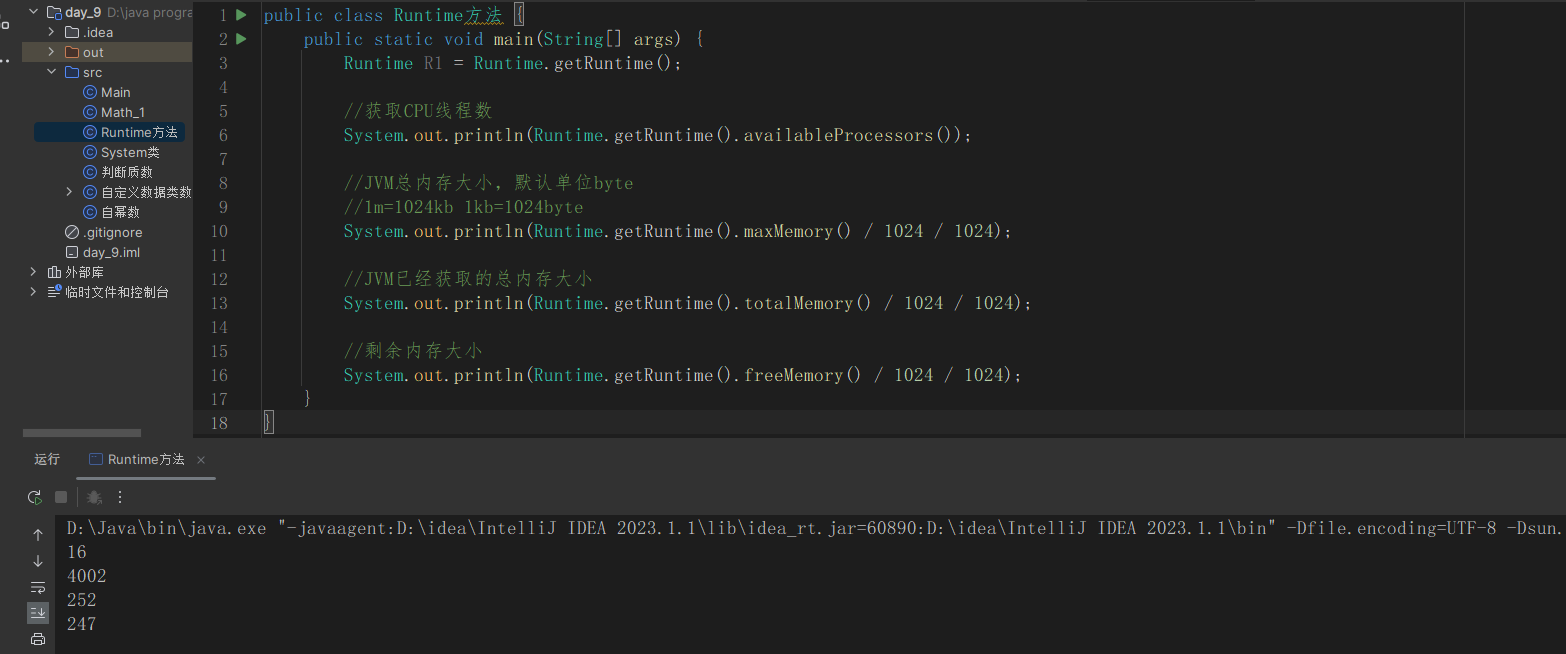 day_9 D:\java progra
.idea
out
src
Main
Math_1
Runtime方法
System类
判断质数
自定义数据类数
自幂数
.gitignore
day_9.iml
外部库
临时文件和控制台
1 public class Runtime方法 {
2 public static void main(String[] args) {
3 Runtime R1 = Runtime.getRuntime();
4
5 //获取CPU线程数
6 System.out.println(Runtime.getRuntime().availableProcessors());
7
8 //JVM总内存大小，默认单位byte
9 //1m=1024kb 1kb=1024byte
10 System.out.println(Runtime.getRuntime().maxMemory() / 1024 / 1024);
11
12 //JVM已经获取的总内存大小
13 System.out.println(Runtime.getRuntime().totalMemory() / 1024 / 1024);
14
15 //剩余内存大小
16 System.out.println(Runtime.getRuntime().freeMemory() / 1024 / 1024);
17 }
18 }
运行 Runtime方法 ×
D:\Java\bin\java.exe "-javaagent:D:\idea\IntelliJ IDEA 2023.1.1\lib\idea_rt.jar=60890:D:\idea\IntelliJ IDEA 2023.1.1\bin" -Dfile.encoding=UTF-8 -Dsun.
16
4002
252
247